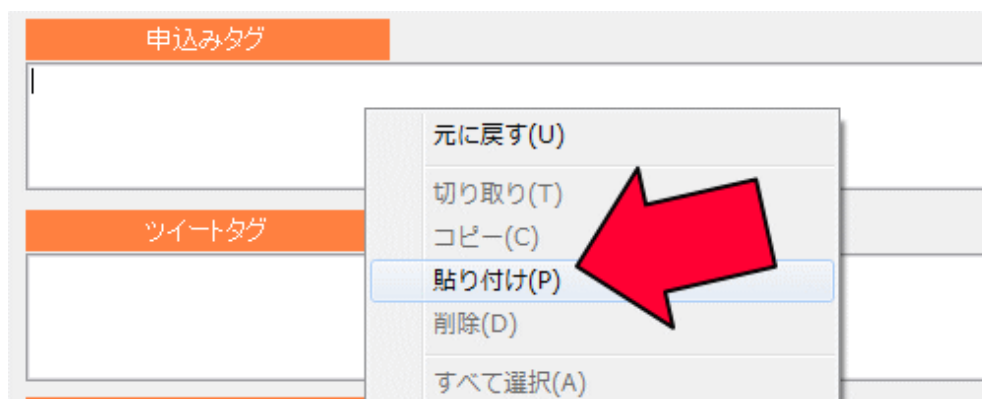 申込みタグ
元に戻す(U)
切り取り(T)
コピー(C)
貼り付け(P)
削除(D)
すべて選択(A)
ツイートタグ